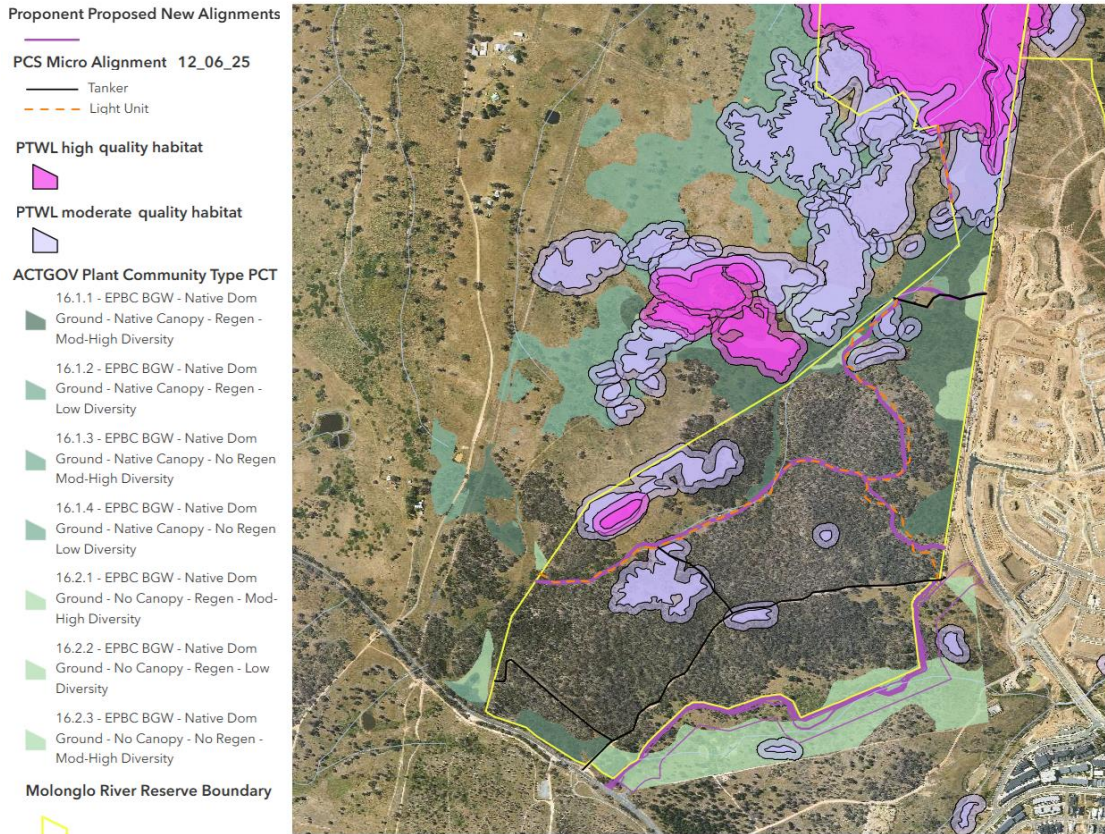 Proponent Proposed New Alignments
PCS Micro Alignment 12_06_25
Tanker
Light Unit
PTWL high quality habitat
PTWL moderate quality habitat
ACTGOV Plant Community Type PCT
16.1.1 - EPBC BGW - Native Dom
Ground - Native Canopy - Regen -
Mod-High Diversity
16.1.2 - EPBC BGW - Native Dom
Ground - Native Canopy - Regen -
Low Diversity
16.1.3 - EPBC BGW - Native Dom
Ground - Native Canopy - No Regen
Mod-High Diversity
16.1.4 - EPBC BGW - Native Dom
Ground - Native Canopy - No Regen
Low Diversity
16.2.1 - EPBC BGW - Native Dom
Ground - No Canopy - Regen - Mod-
High Diversity
16.2.2 - EPBC BGW - Native Dom
Ground - No Canopy - Regen - Low
Diversity
16.2.3 - EPBC BGW - Native Dom
Ground - No Canopy - No Regen -
Mod-High Diversity
Molonglo River Reserve Boundary